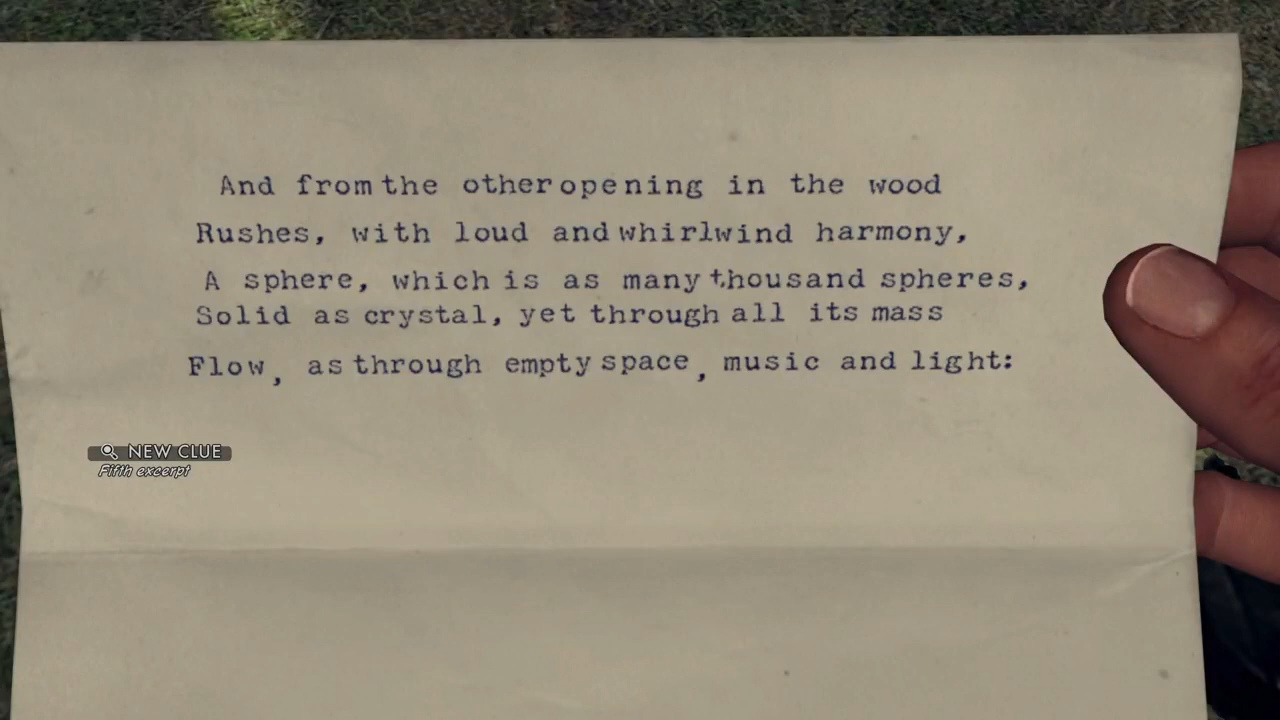 And from the other opening in the wood
Rushes, with loud and whirlwind harmony,
A sphere, which is as many thousand spheres,
Solid as crystal, yet through all its mass
Flow, as through empty space, music and light:
NEW CLUE
Fifth excerpt